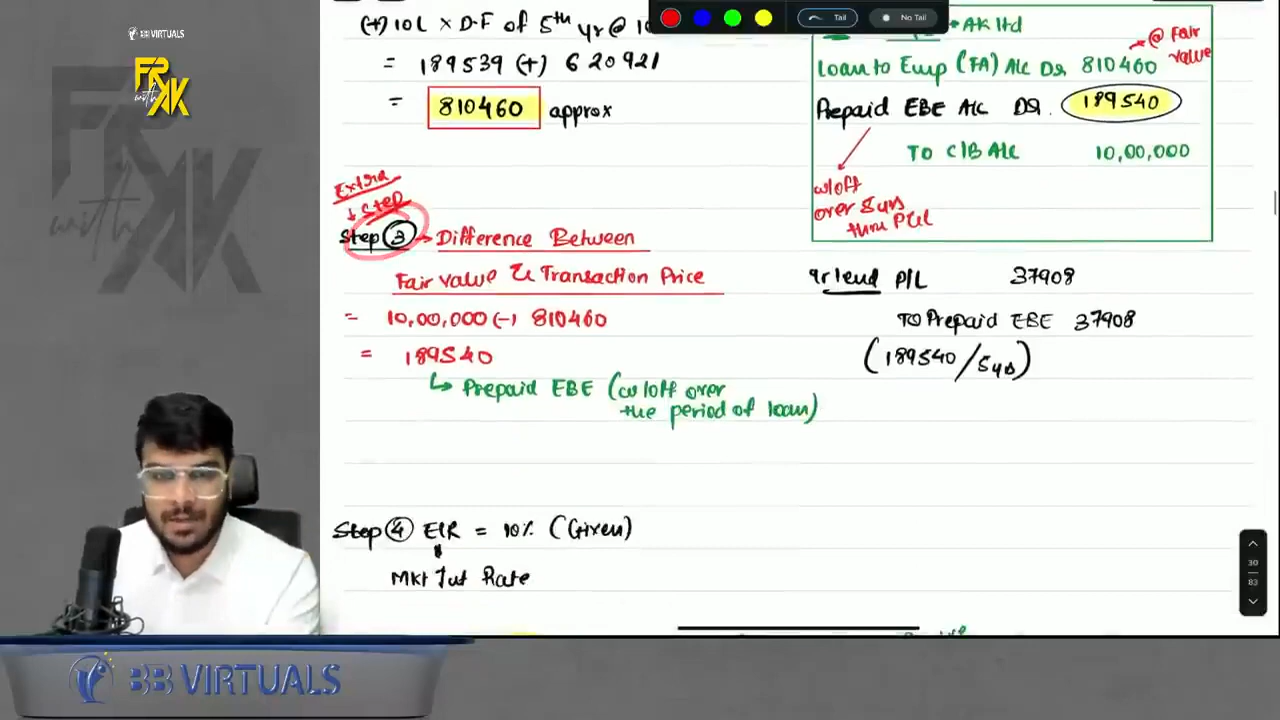 BB VIRTUALS
FR
with
AK
(+) 10L x D.F of 5th yr @ 10
= 189539 (+) 620921
= 810460 approx
Tail
No Tail
AK ltd
Loan to Emp (FA) A/c Dr 810460
→ @ Fair value
Prepaid EBE A/c Dr. 189540
To C/B A/c 10,00,000
w/off
over 5 yrs
thru P&L
Extra
↓ Step
Step ③ → Difference Between
Fair value & Transaction Price
= 10,00,000 (-) 810460
= 189540
↳ Prepaid EBE (w/off over
the period of loan)
yr1 end P/L 37908
To Prepaid EBE 37908
(189540/5yrs)
Step ④ EIR = 10% (Given)
Mkt Int Rate
30
83
BB VIRTUALS